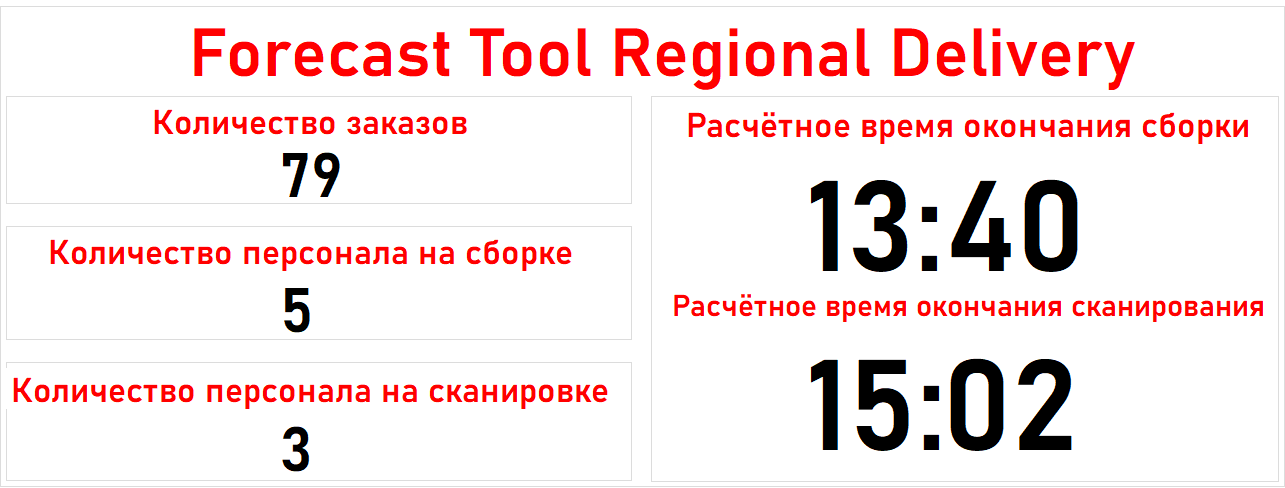 Forecast Tool Regional Delivery
Количество заказов
79
Количество персонала на сборке
5
Количество персонала на сканировке
3
Расчётное время окончания сборки
13:40
Расчётное время окончания сканирования
15:02